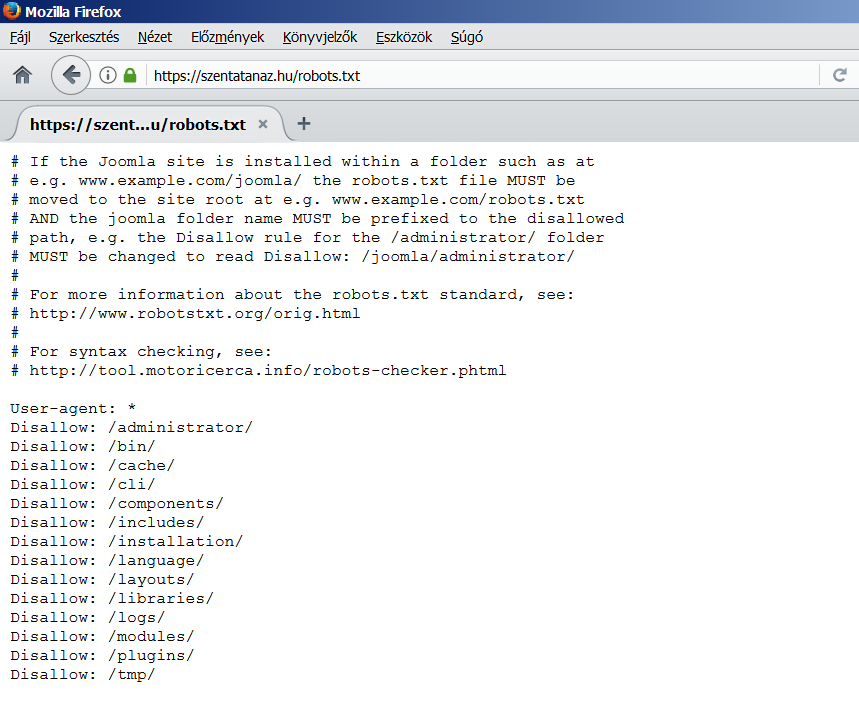 Mozilla Firefox
Fájl Szerkesztés Nézet Előzmények Könyvjelzők Eszközök Súgó
https://szentatanaz.hu/robots.txt
https://szent...u/robots.txt
# If the Joomla site is installed within a folder such as at
# e.g. www.example.com/joomla/ the robots.txt file MUST be
# moved to the site root at e.g. www.example.com/robots.txt
# AND the joomla folder name MUST be prefixed to the disallowed
# path, e.g. the Disallow rule for the /administrator/ folder
# MUST be changed to read Disallow: /joomla/administrator/
#
# For more information about the robots.txt standard, see:
# http://www.robotstxt.org/orig.html
#
# For syntax checking, see:
# http://tool.motoricerca.info/robots-checker.phtml
User-agent: *
Disallow: /administrator/
Disallow: /bin/
Disallow: /cache/
Disallow: /cli/
Disallow: /components/
Disallow: /includes/
Disallow: /installation/
Disallow: /language/
Disallow: /layouts/
Disallow: /libraries/
Disallow: /logs/
Disallow: /modules/
Disallow: /plugins/
Disallow: /tmp/